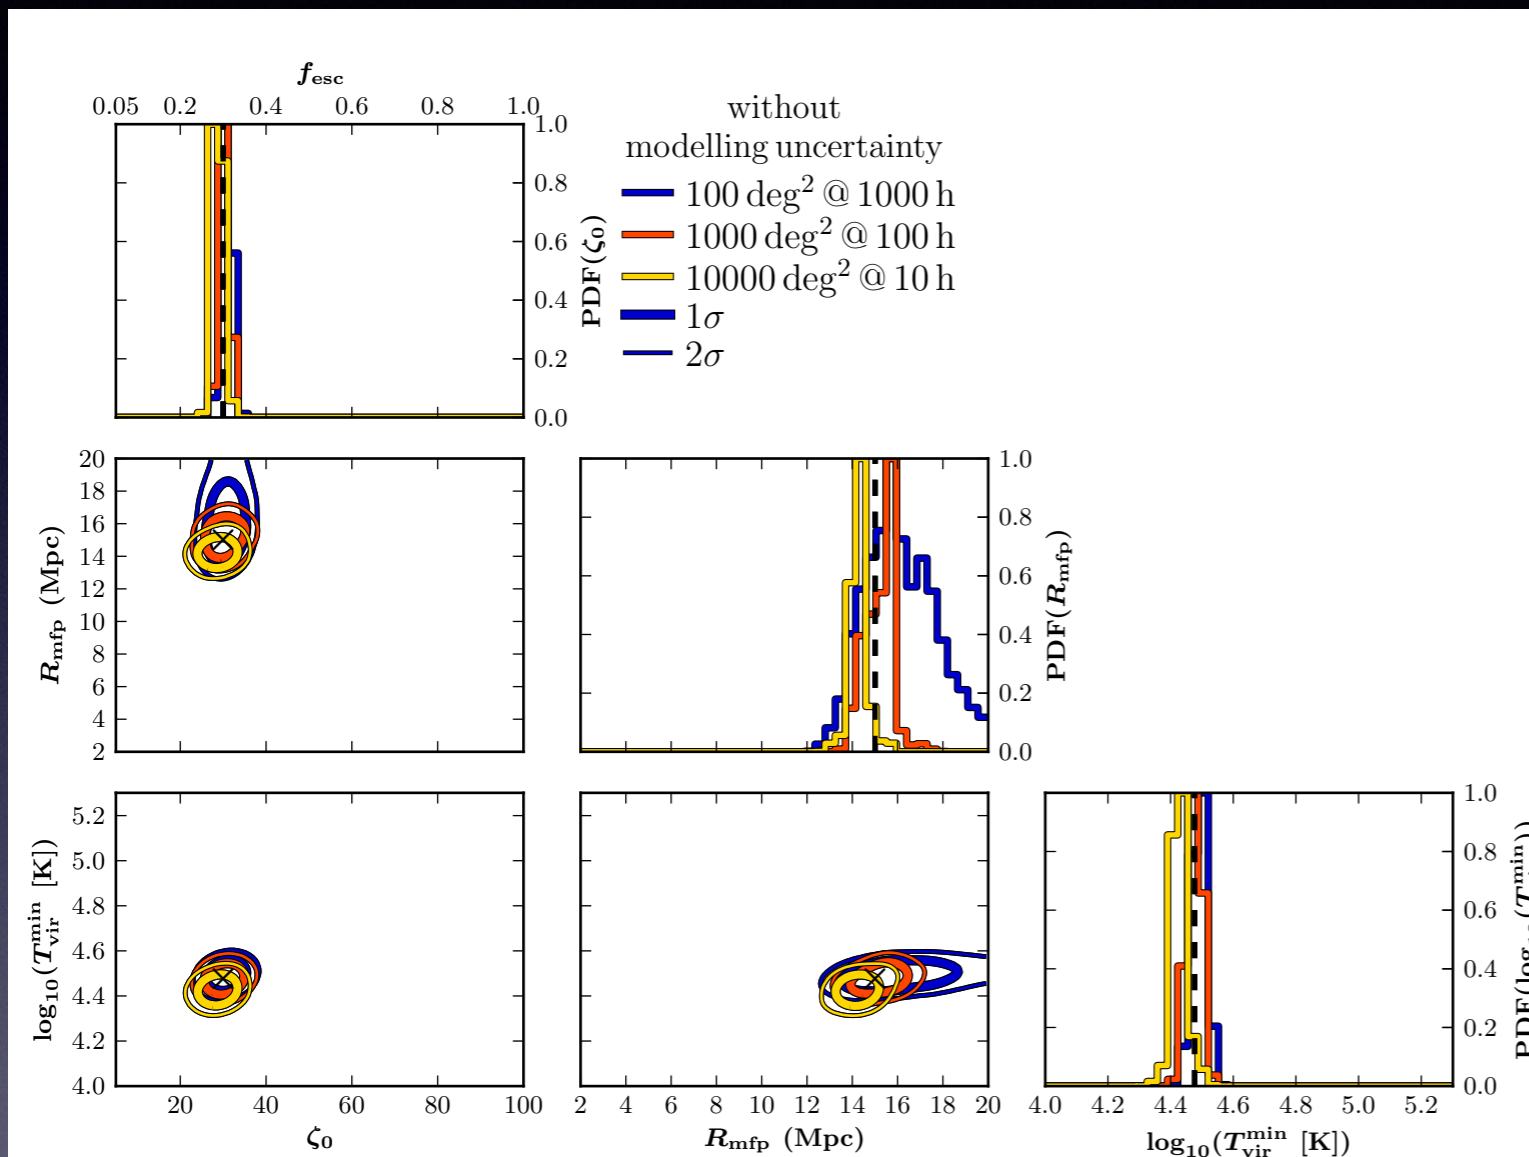 f_esc
0.05 0.2 0.4 0.6 0.8 1.0
1.0
0.8
0.6
0.4
0.2
0.0
PDF(ζ₀)
without
modelling uncertainty
100 deg² @ 1000 h
1000 deg² @ 100 h
10000 deg² @ 10 h
1σ
2σ
20
18
16
14
12
10
8
6
4
2
R_mfp (Mpc)
1.0
0.8
0.6
0.4
0.2
0.0
PDF(R_mfp)
5.2
5.0
4.8
4.6
4.4
4.2
4.0
log₁₀(T_vir^min [K])
20 40 60 80 100
ζ₀
2 4 6 8 10 12 14 16 18 20
R_mfp (Mpc)
1.0
0.8
0.6
0.4
0.2
0.0
4.0 4.2 4.4 4.6 4.8 5.0 5.2
log₁₀(T_vir^min [K])